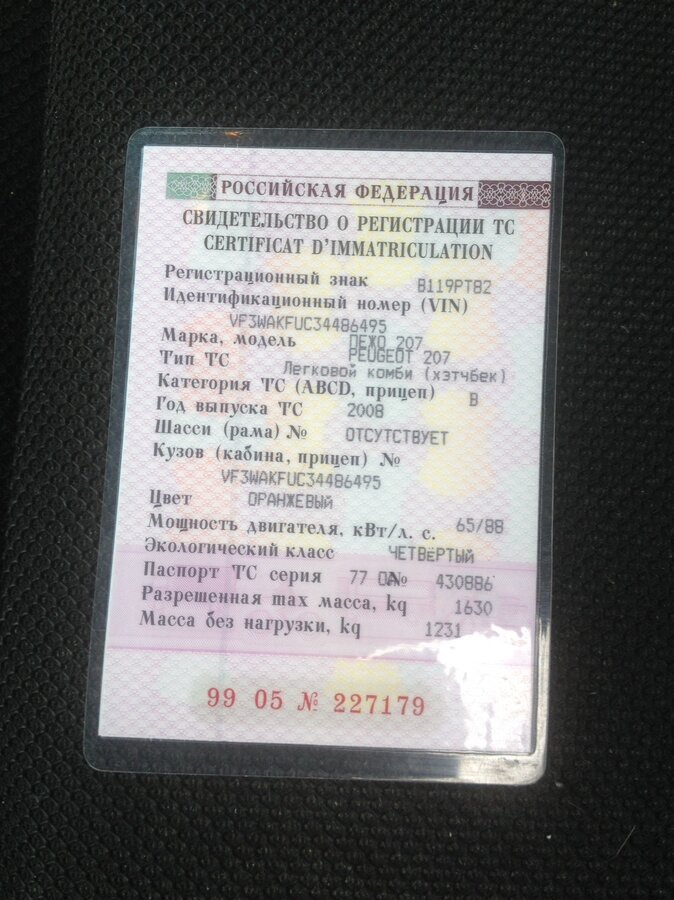 РОССИЙСКАЯ ФЕДЕРАЦИЯ
СВИДЕТЕЛЬСТВО О РЕГИСТРАЦИИ ТС
CERTIFICAT D'IMMATRICULATION
Регистрационный знак В119РТ82
Идентификационный номер (VIN)
VF3WAKFUC34486495
Марка, модель ПЕЖО 207
PEUGEOT 207
Тип ТС Легковой комби (хэтчбек)
Категория ТС (ABCD, прицеп) В
Год выпуска ТС 2008
Шасси (рама) № ОТСУТСТВУЕТ
Кузов (кабина, прицеп) №
VF3WAKFUC34486495
Цвет ОРАНЖЕВЫЙ
Мощность двигателя, кВт/л. с. 65/88
Экологический класс ЧЕТВЁРТЫЙ
Паспорт ТС серия 77 № 430886
Разрешенная max масса, kg 1630
Масса без нагрузки, kg 1231
99 05 № 227179